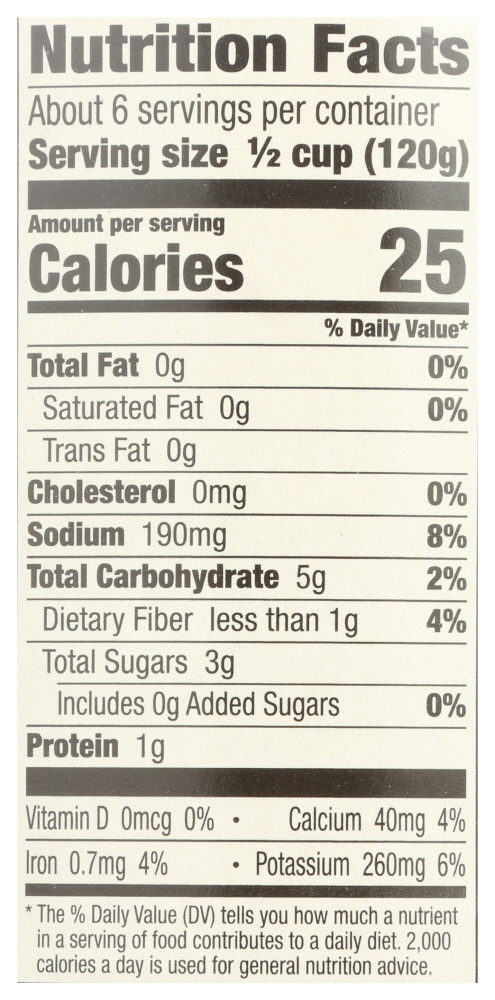 Nutrition Facts
About 6 servings per container
Serving size ½ cup (120g)
Amount per serving
Calories 25
% Daily Value*
Total Fat 0g 0%
Saturated Fat 0g 0%
Trans Fat 0g
Cholesterol 0mg 0%
Sodium 190mg 8%
Total Carbohydrate 5g 2%
Dietary Fiber less than 1g 4%
Total Sugars 3g
Includes 0g Added Sugars 0%
Protein 1g
Vitamin D 0mcg 0% • Calcium 40mg 4%
Iron 0.7mg 4% • Potassium 260mg 6%
* The % Daily Value (DV) tells you how much a nutrient
in a serving of food contributes to a daily diet. 2,000
calories a day is used for general nutrition advice.